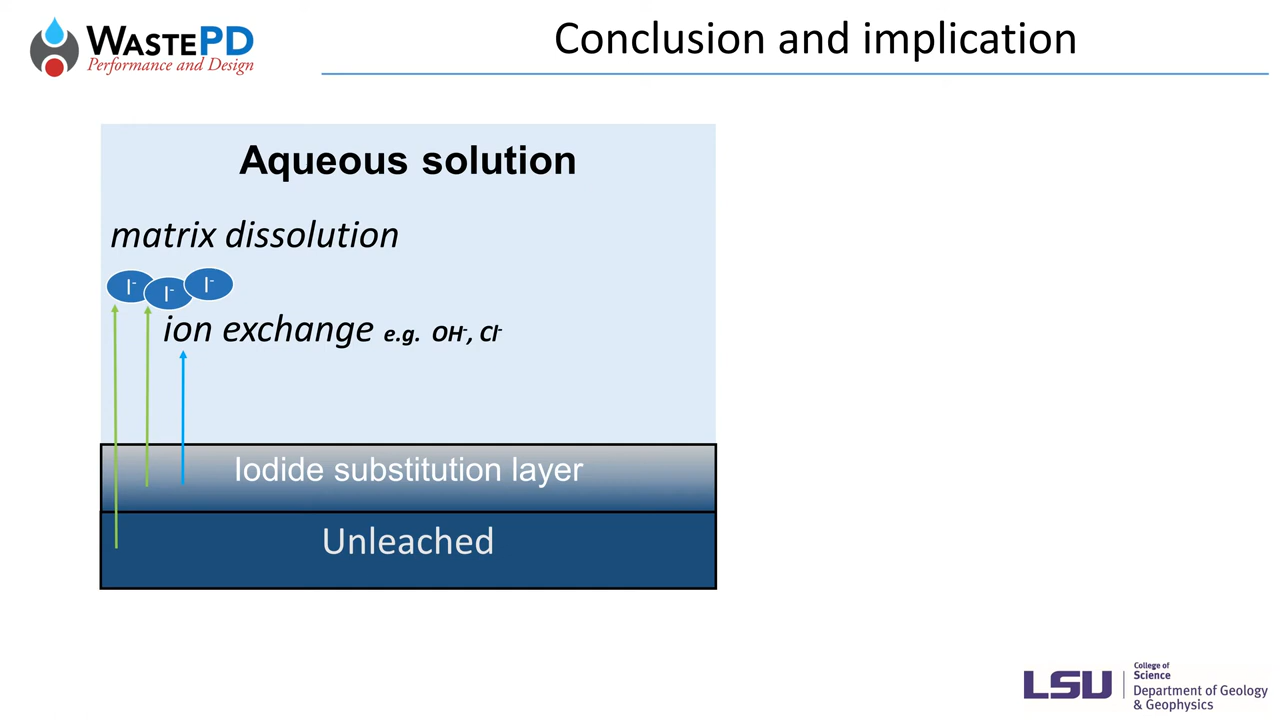 WASTEPD
Performance and Design
Conclusion and implication
Aqueous solution
matrix dissolution
I- I- I-
ion exchange e.g. OH-, Cl-
Iodide substitution layer
Unleached
LSU
College of
Science
Department of Geology
& Geophysics